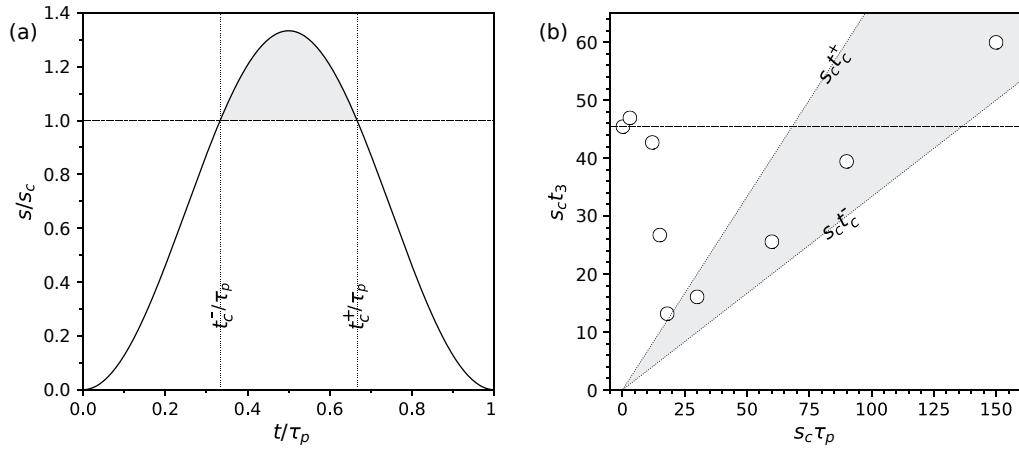 (a)
1.4
1.2
1.0
0.8
0.6
0.4
0.2
0.0
s/s_c
t_c^-/τ_p
t_c^+/τ_p
0.0 0.2 0.4 0.6 0.8 1
t/τ_p
(b)
60
50
40
30
20
10
0
s_c t_3
s_c t_c^+
s_c t_c^-
0 25 50 75 100 125 150
s_c τ_p